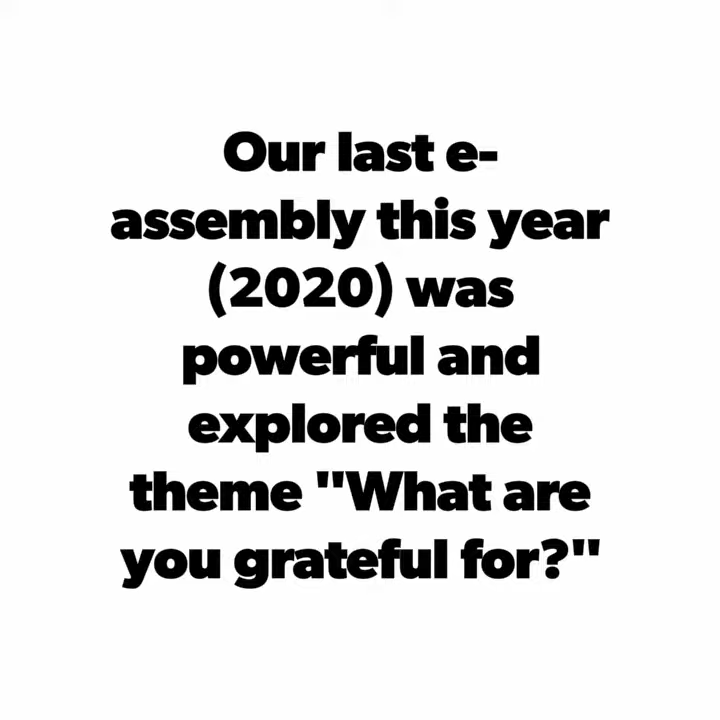 Our last e-
assembly this year
(2020) was
powerful and
explored the
theme "What are
you grateful for?"